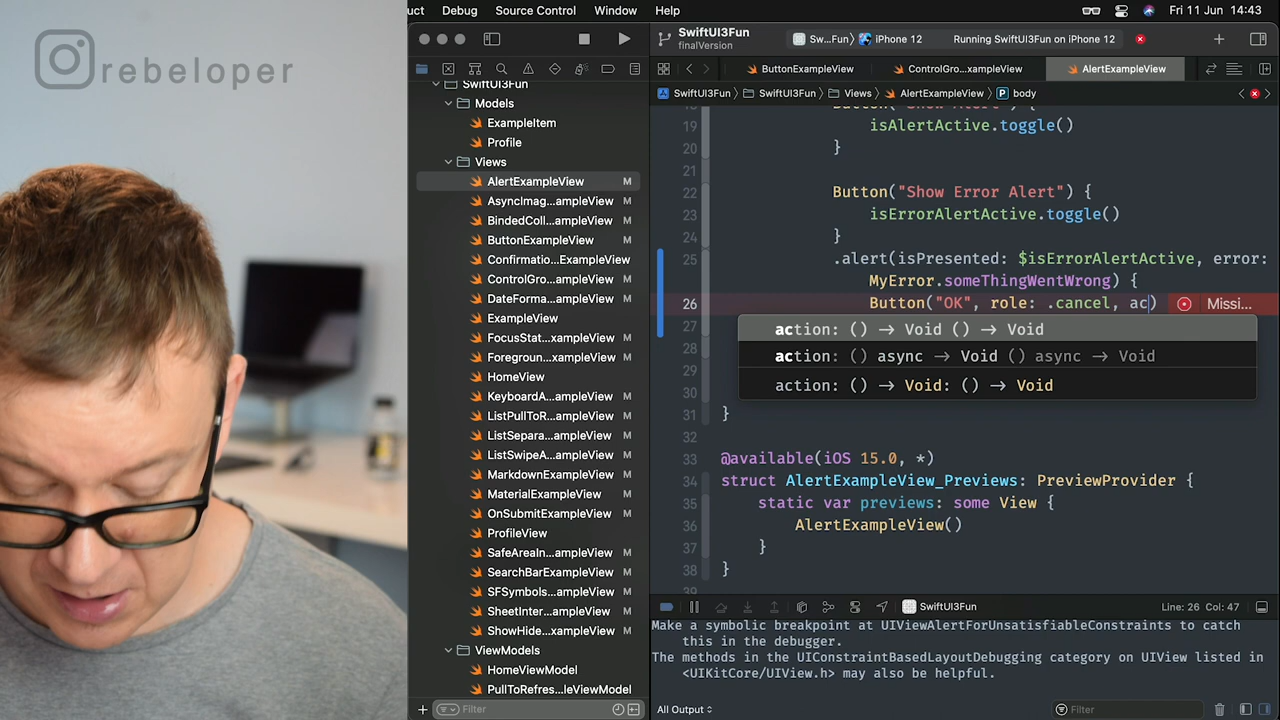 rebeloper
uct Debug Source Control Window Help Fri 11 Jun 14:43
SwiftUI3Fun
finalVersion
Sw...Fun 〉 iPhone 12 Running SwiftUI3Fun on iPhone 12
ButtonExampleView ControlGro...xampleView AlertExampleView
SwiftUI3Fun 〉 SwiftUI3Fun 〉 Views 〉 AlertExampleView 〉 P body
SwiftUI3Fun
Models
ExampleItem
Profile
Views
AlertExampleView M
AsyncImag...ampleView M
BindedColl...ampleView M
ButtonExampleView M
Confirmatio...ExampleView
ControlGro...ampleView M
DateForma...ampleView M
ExampleView
FocusStat...ampleView M
Foregroun...ampleView M
HomeView
KeyboardA...ampleView M
ListPullToR...ampleView M
ListSepara...ampleView M
ListSwipeA...ampleView M
MarkdownExampleView M
MaterialExampleView M
OnSubmitExampleView M
ProfileView
SafeAreaIn...ampleView M
SearchBarExampleView M
SFSymbols...ampleView M
SheetInter...ampleView M
ShowHide...xampleView M
ViewModels
HomeViewModel
PullToRefres...leViewModel
Filter
18 Button("Show Alert") {
19 isAlertActive.toggle()
20 }
21
22 Button("Show Error Alert") {
23 isErrorAlertActive.toggle()
24 }
25 .alert(isPresented: $isErrorAlertActive, error:
MyError.someThingWentWrong) {
26 Button("OK", role: .cancel, ac) Missi...
27 action: () → Void () → Void
28 action: () async → Void () async → Void
29 action: () → Void: () → Void
30
31 }
32
33 @available(iOS 15.0, *)
34 struct AlertExampleView_Previews: PreviewProvider {
35 static var previews: some View {
36 AlertExampleView()
37 }
38 }
39
SwiftUI3Fun Line: 26 Col: 47
Make a symbolic breakpoint at UIViewAlertForUnsatisfiableConstraints to catch
this in the debugger.
The methods in the UIConstraintBasedLayoutDebugging category on UIView listed in
<UIKitCore/UIView.h> may also be helpful.
All Output Filter